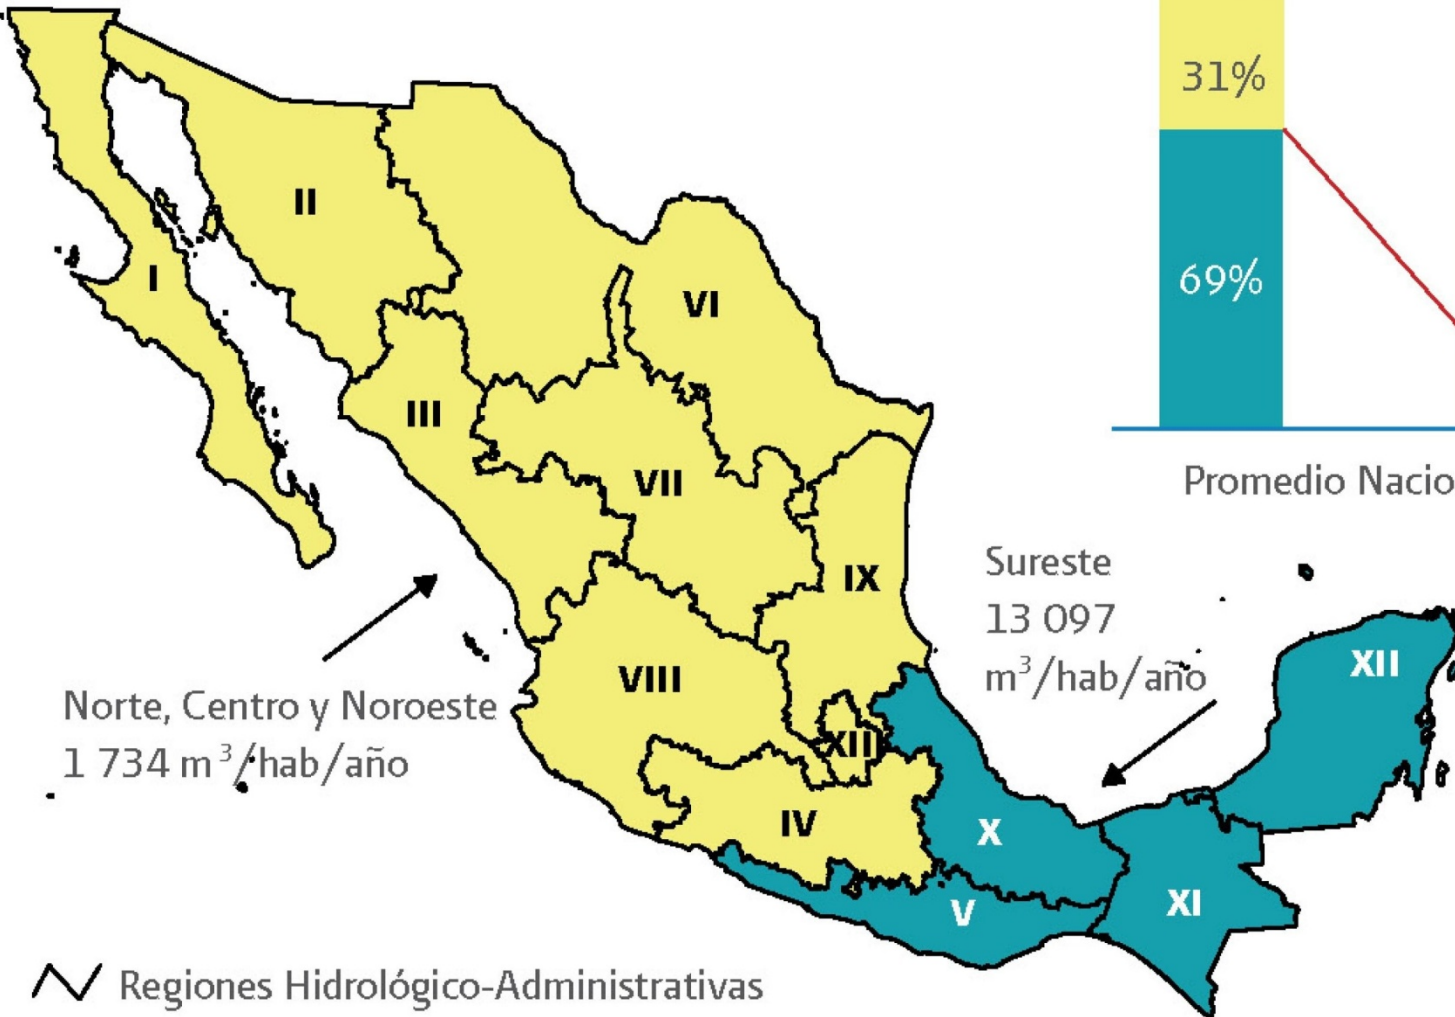 31%
69%
Promedio Nacio
II
I
VI
III
VII
IX
Sureste
13 097
m³/hab/año
XII
VIII
Norte, Centro y Noroeste
1 734 m³/hab/año
XII
IV
X
V
XI
Regiones Hidrológico-Administrativas